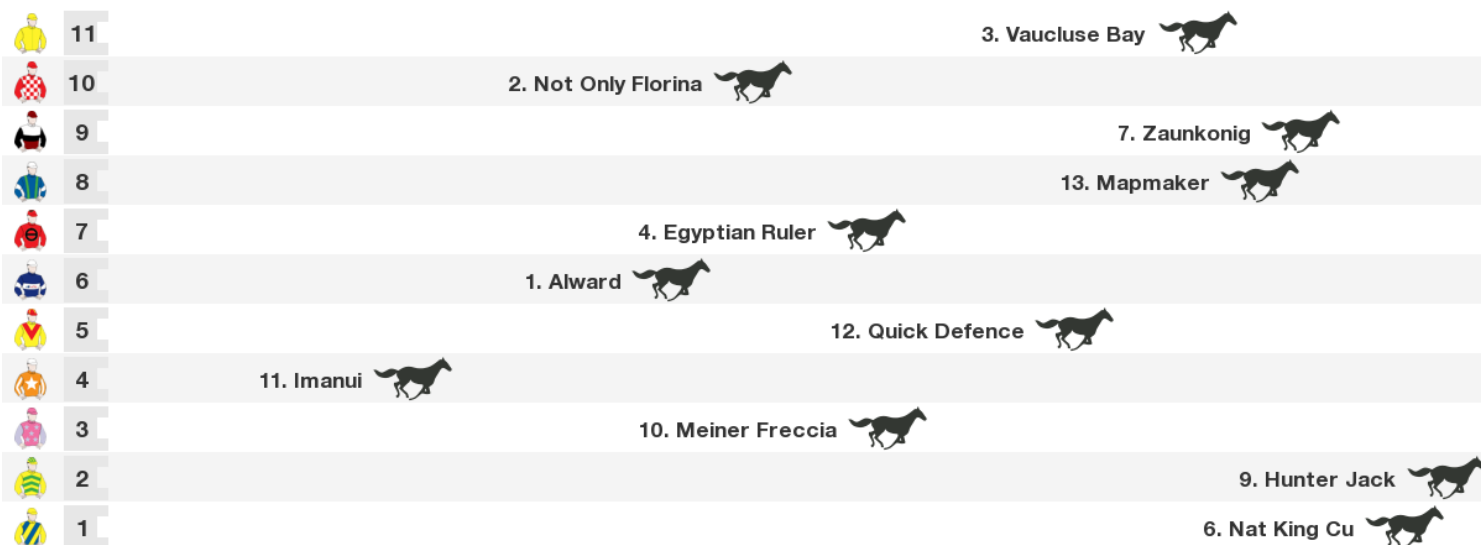 11 3. Vaucluse Bay
10 2. Not Only Florina
9 7. Zaunkonig
8 13. Mapmaker
7 4. Egyptian Ruler
6 1. Alward
5 12. Quick Defence
4 11. Imanui
3 10. Meiner Freccia
2 9. Hunter Jack
1 6. Nat King Cu